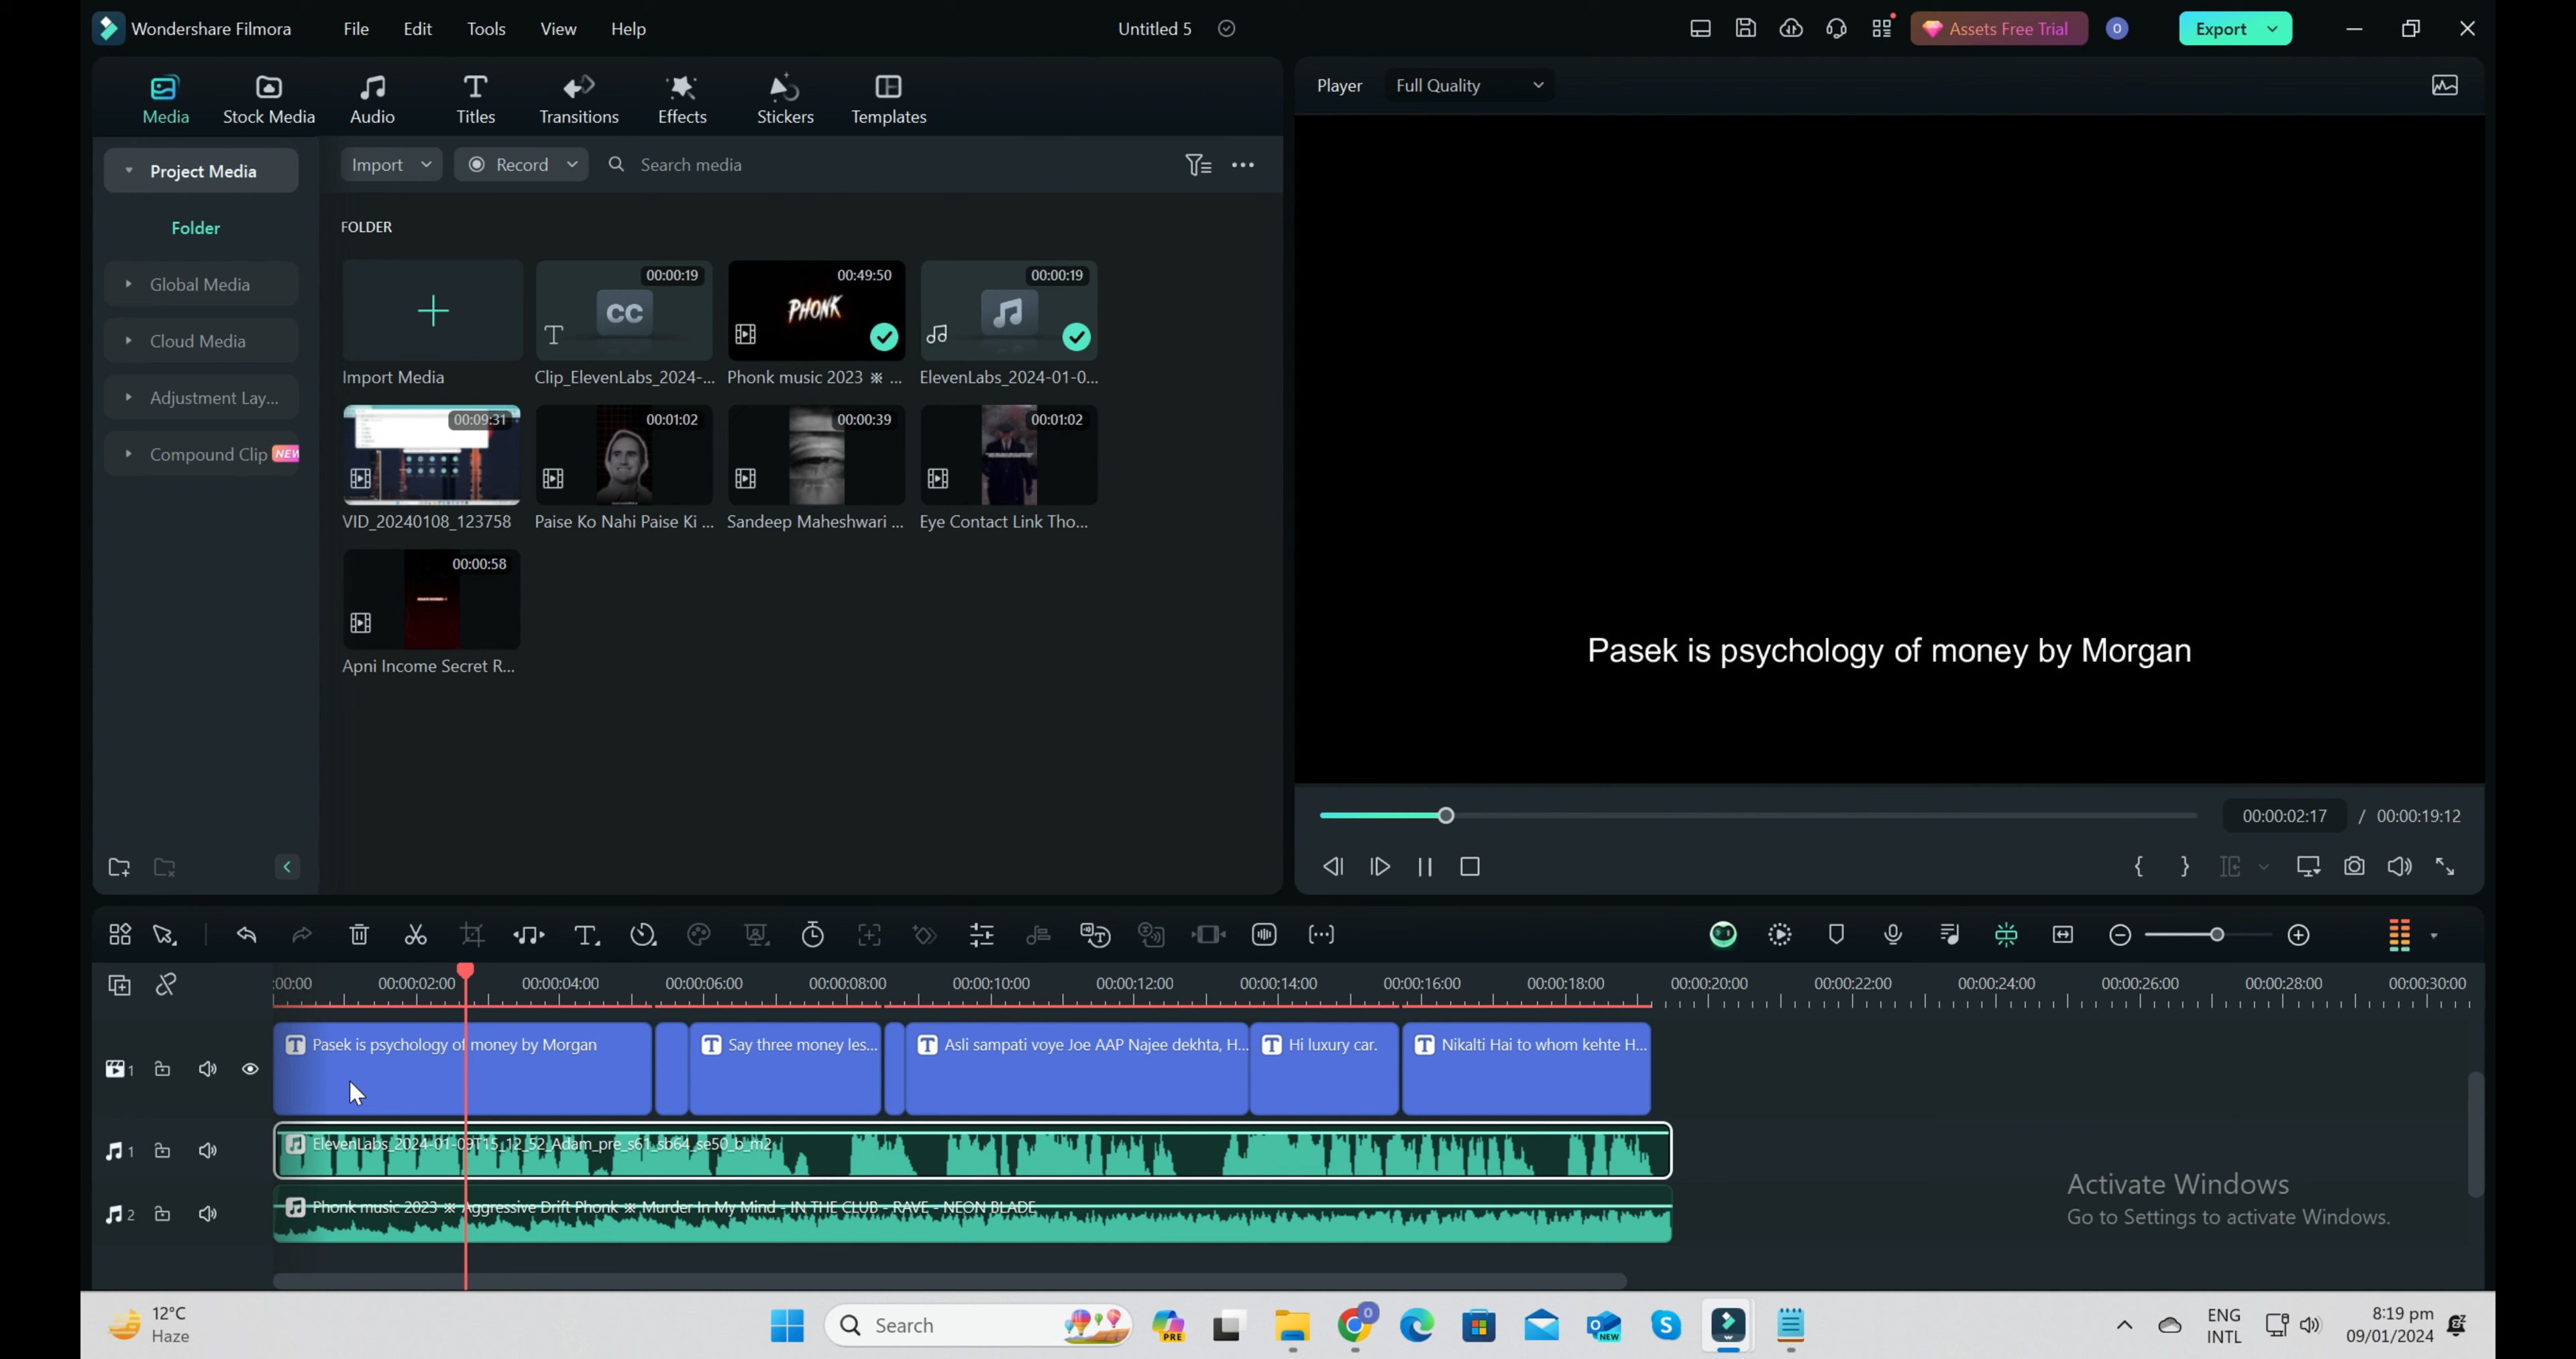 Wondershare Filmora File Edit Tools View Help Untitled 5 Assets Free Trial Export
Media Stock Media Audio Titles Transitions Effects Stickers Templates
Player Full Quality
Project Media Import Record Search media
Folder
FOLDER
Global Media
Cloud Media
Adjustment Lay...
Compound Clip NEW
00:00:19 00:49:50 00:00:19
CC PHONK
Import Media Clip_ElevenLabs_2024-... Phonk music 2023 ※ ... ElevenLabs_2024-01-0...
00:09:31 00:01:02 00:00:39 00:01:02
VID_20240108_123758 Paise Ko Nahi Paise Ki ... Sandeep Maheshwari ... Eye Contact Link Tho...
00:00:58
Apni Income Secret R...
Pasek is psychology of money by Morgan
00:00:02:17 / 00:00:19:12
:00:00 00:00:02:00 00:00:04:00 00:00:06:00 00:00:08:00 00:00:10:00 00:00:12:00 00:00:14:00 00:00:16:00 00:00:18:00 00:00:20:00 00:00:22:00 00:00:24:00 00:00:26:00 00:00:28:00 00:00:30:00
1 Pasek is psychology of money by Morgan Say three money les... Asli sampati voye Joe AAP Najee dekhta, H... Hi luxury car. Nikalti Hai to whom kehte H...
1 ElevenLabs_2024-01-09T15_12_52_Adam_pre_s61_sb64_se50_b_m2
2 Phonk music 2023 ※ Aggressive Drift Phonk ※ Murder In My Mind - IN THE CLUB - RAVE - NEON BLADE
Activate Windows
Go to Settings to activate Windows.
12°C
Haze
Search
PRE
NEW
ENG
INTL
8:19 pm
09/01/2024